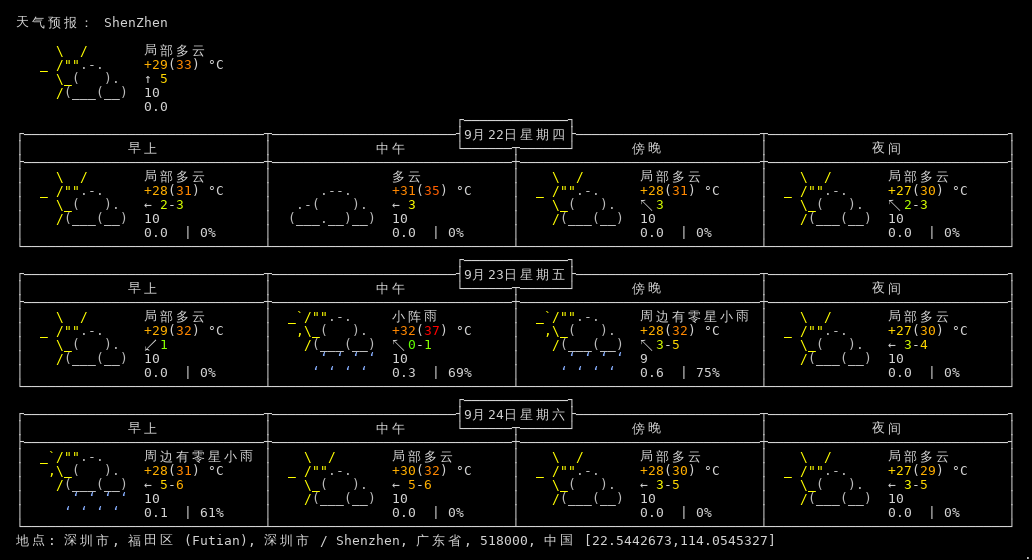 天气预报： ShenZhen
局部多云
+29(33) °C
↑ 5
10
0.0
9月22日星期四
早上 中午 傍晚 夜间
局部多云 多云 局部多云 局部多云
+28(31) °C +31(35) °C +28(31) °C +27(30) °C
← 2-3 ← 3 ↖ 3 ↖ 2-3
10 10 10 10
0.0 | 0% 0.0 | 0% 0.0 | 0% 0.0 | 0%
9月23日星期五
早上 中午 傍晚 夜间
局部多云 小阵雨 周边有零星小雨 局部多云
+29(32) °C +32(37) °C +28(32) °C +27(30) °C
↙ 1 ↖ 0-1 ↖ 3-5 ← 3-4
10 10 9 10
0.0 | 0% 0.3 | 69% 0.6 | 75% 0.0 | 0%
9月24日星期六
早上 中午 傍晚 夜间
周边有零星小雨 局部多云 局部多云 局部多云
+28(31) °C +30(32) °C +28(30) °C +27(29) °C
← 5-6 ← 5-6 ← 3-5 ← 3-5
10 10 10 10
0.1 | 61% 0.0 | 0% 0.0 | 0% 0.0 | 0%
地点: 深圳市, 福田区 (Futian), 深圳市 / Shenzhen, 广东省, 518000, 中国 [22.5442673,114.0545327]